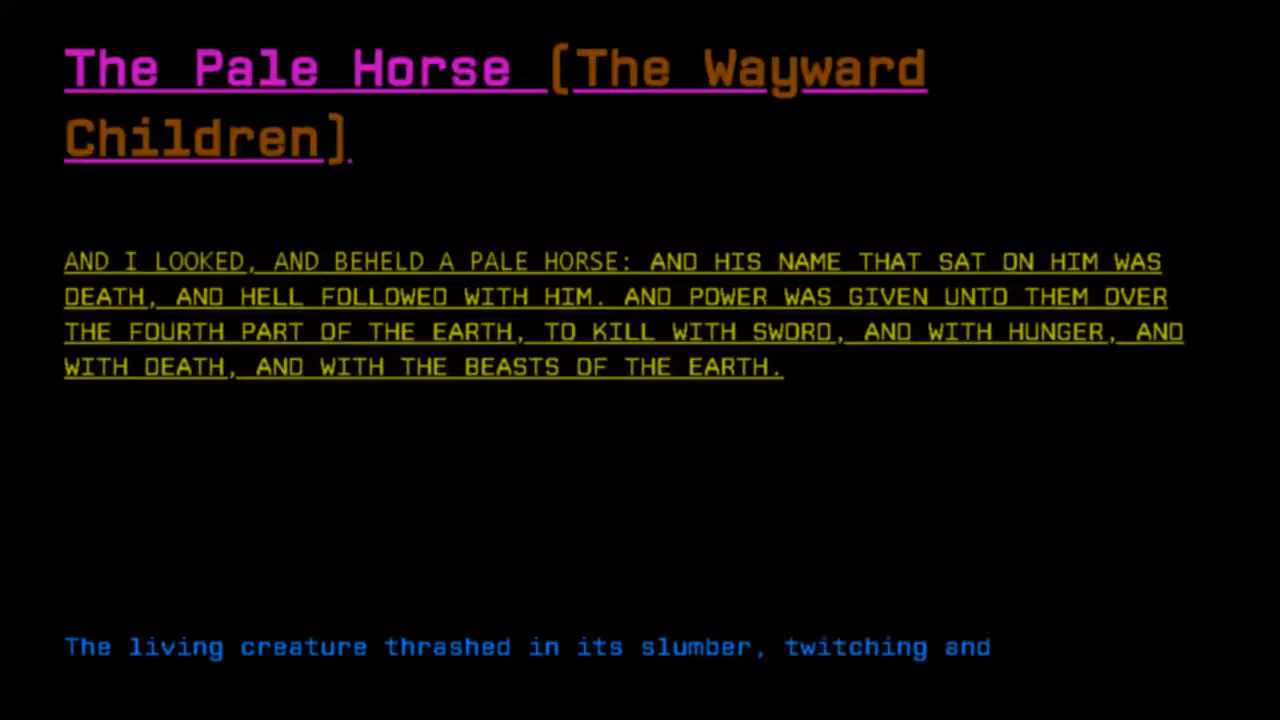 The Pale Horse (The Wayward
Children)
AND I LOOKED, AND BEHELD A PALE HORSE: AND HIS NAME THAT SAT ON HIM WAS
DEATH, AND HELL FOLLOWED WITH HIM. AND POWER WAS GIVEN UNTO THEM OVER
THE FOURTH PART OF THE EARTH, TO KILL WITH SWORD, AND WITH HUNGER, AND
WITH DEATH, AND WITH THE BEASTS OF THE EARTH.
The living creature thrashed in its slumber, twitching and